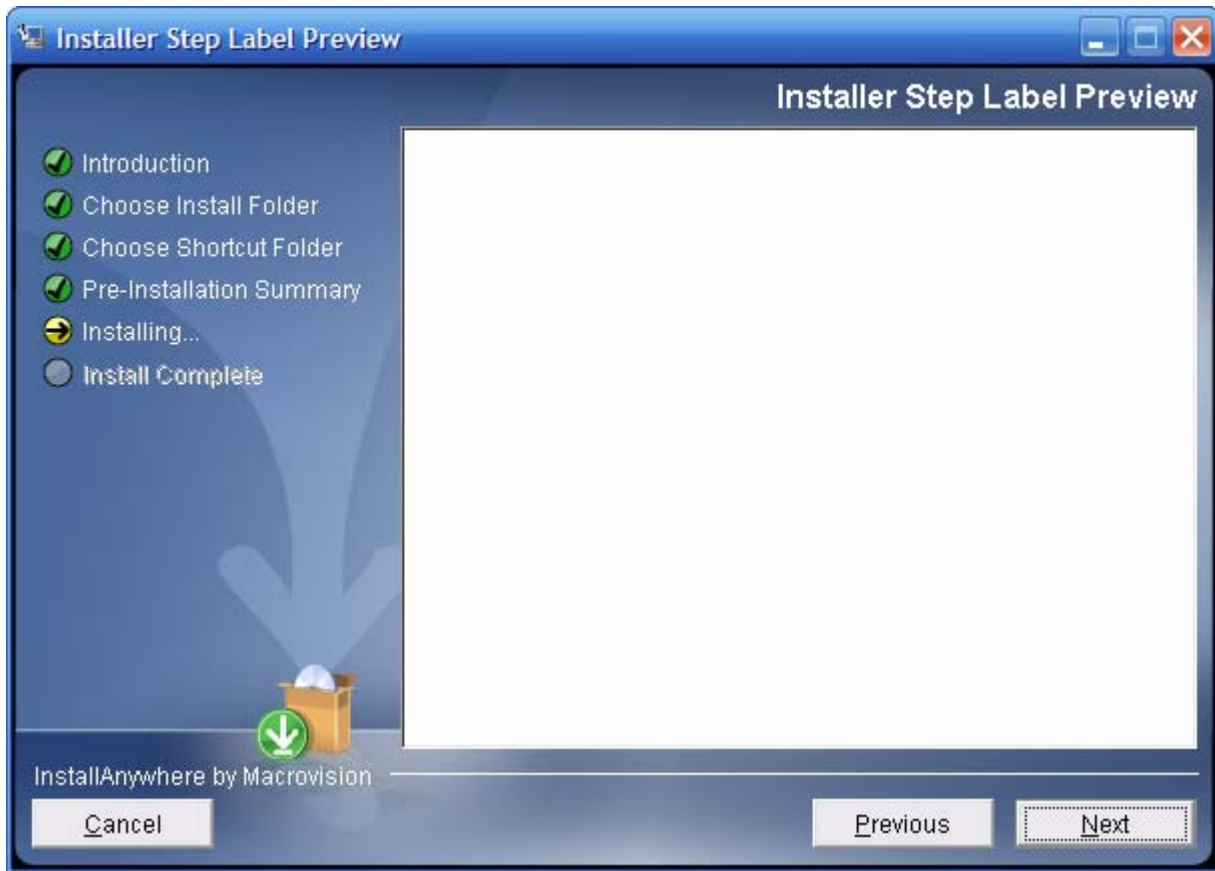 Installer Step Label Preview
Installer Step Label Preview
Introduction
Choose Install Folder
Choose Shortcut Folder
Pre-Installation Summary
Installing...
Install Complete
InstallAnywhere by Macrovision
Cancel
Previous
Next